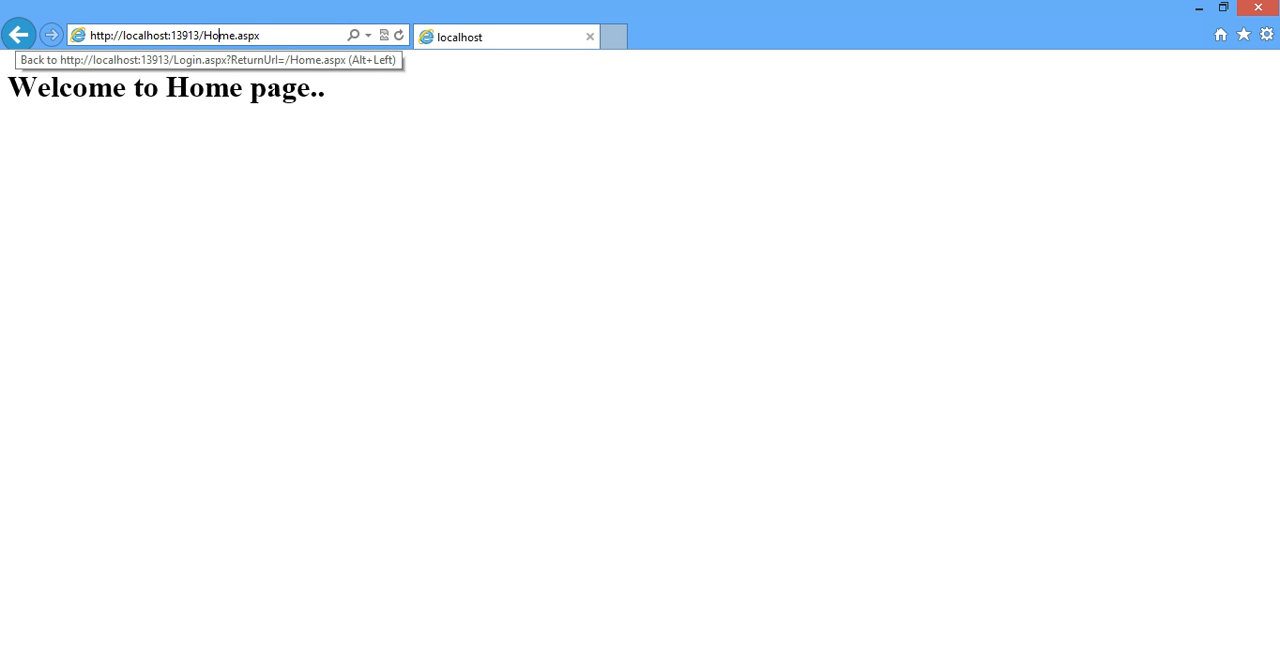 http://localhost:13913/Home.aspx
localhost
Back to http://localhost:13913/Login.aspx?ReturnUrl=/Home.aspx (Alt+Left)
Welcome to Home page..